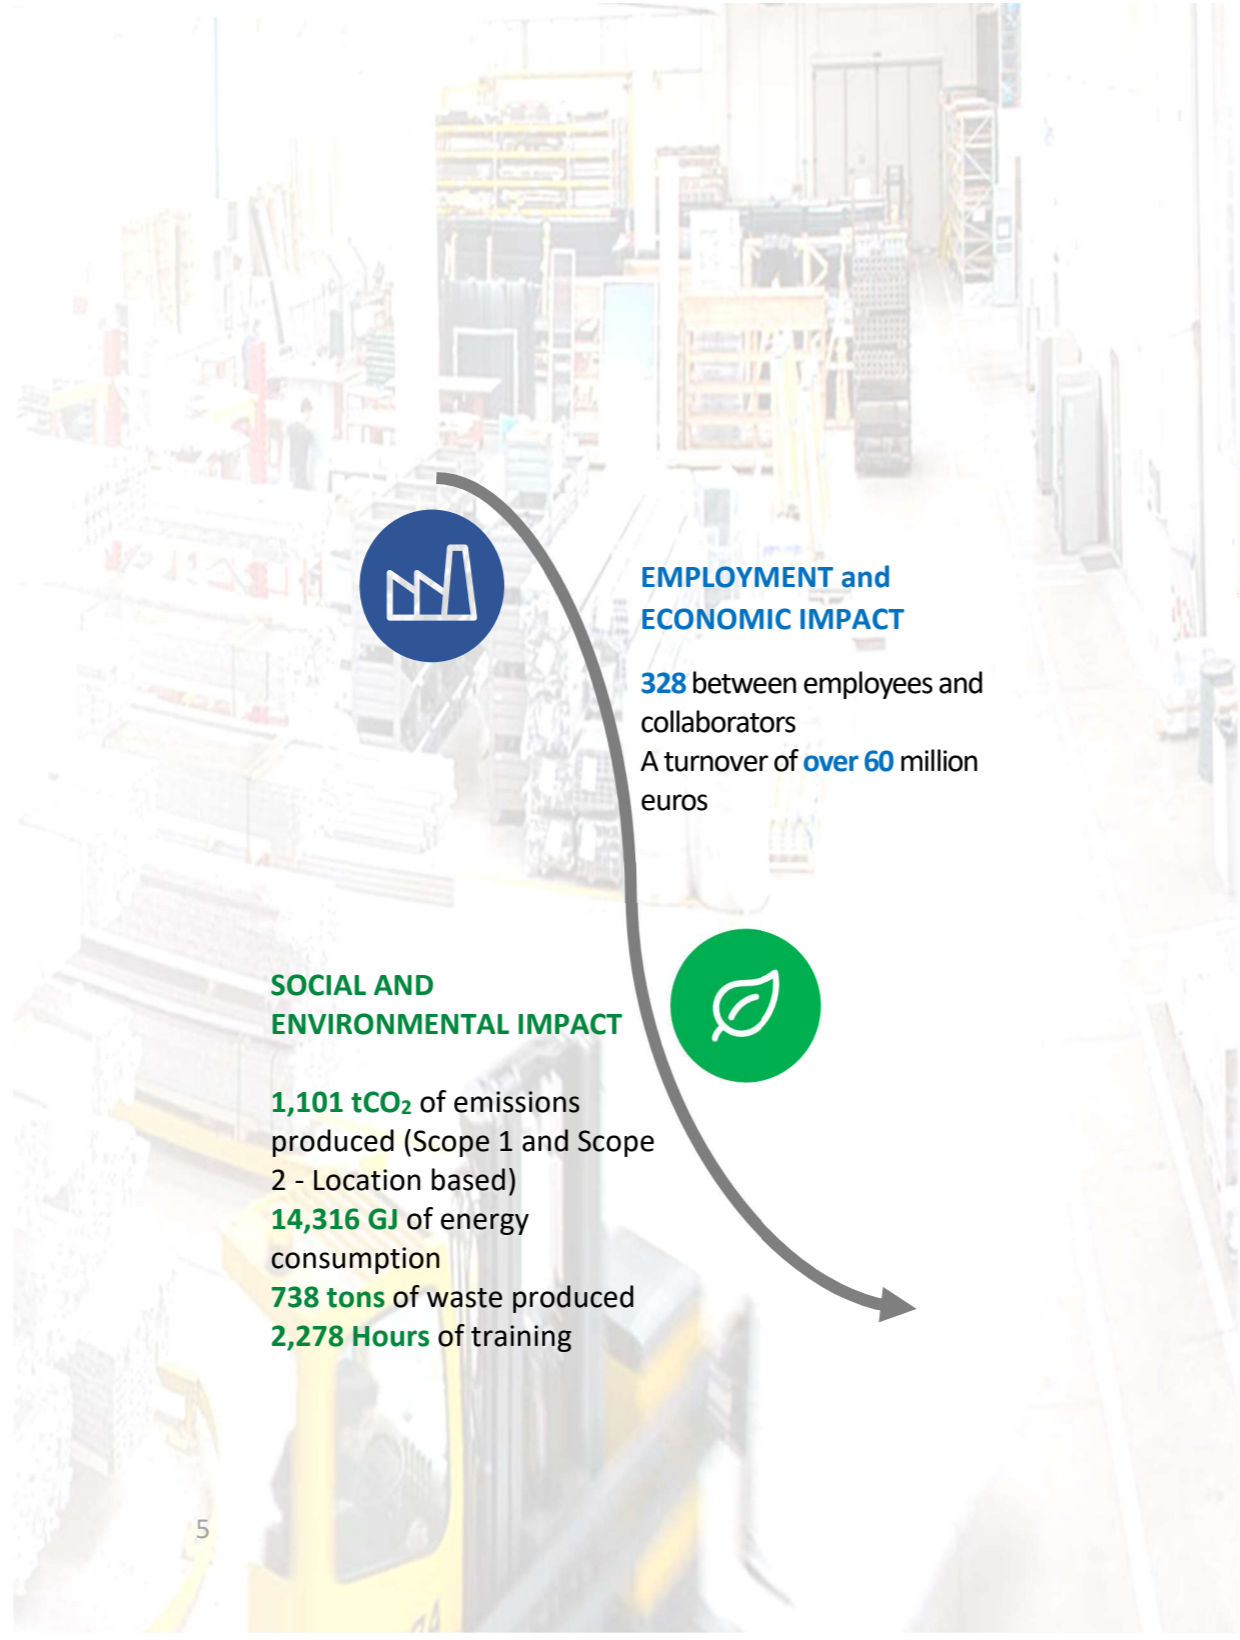 EMPLOYMENT and
ECONOMIC IMPACT
328 between employees and
collaborators
A turnover of over 60 million
euros
SOCIAL AND
ENVIRONMENTAL IMPACT
1,101 tCO₂ of emissions
produced (Scope 1 and Scope
2 - Location based)
14,316 GJ of energy
consumption
738 tons of waste produced
2,278 Hours of training
5